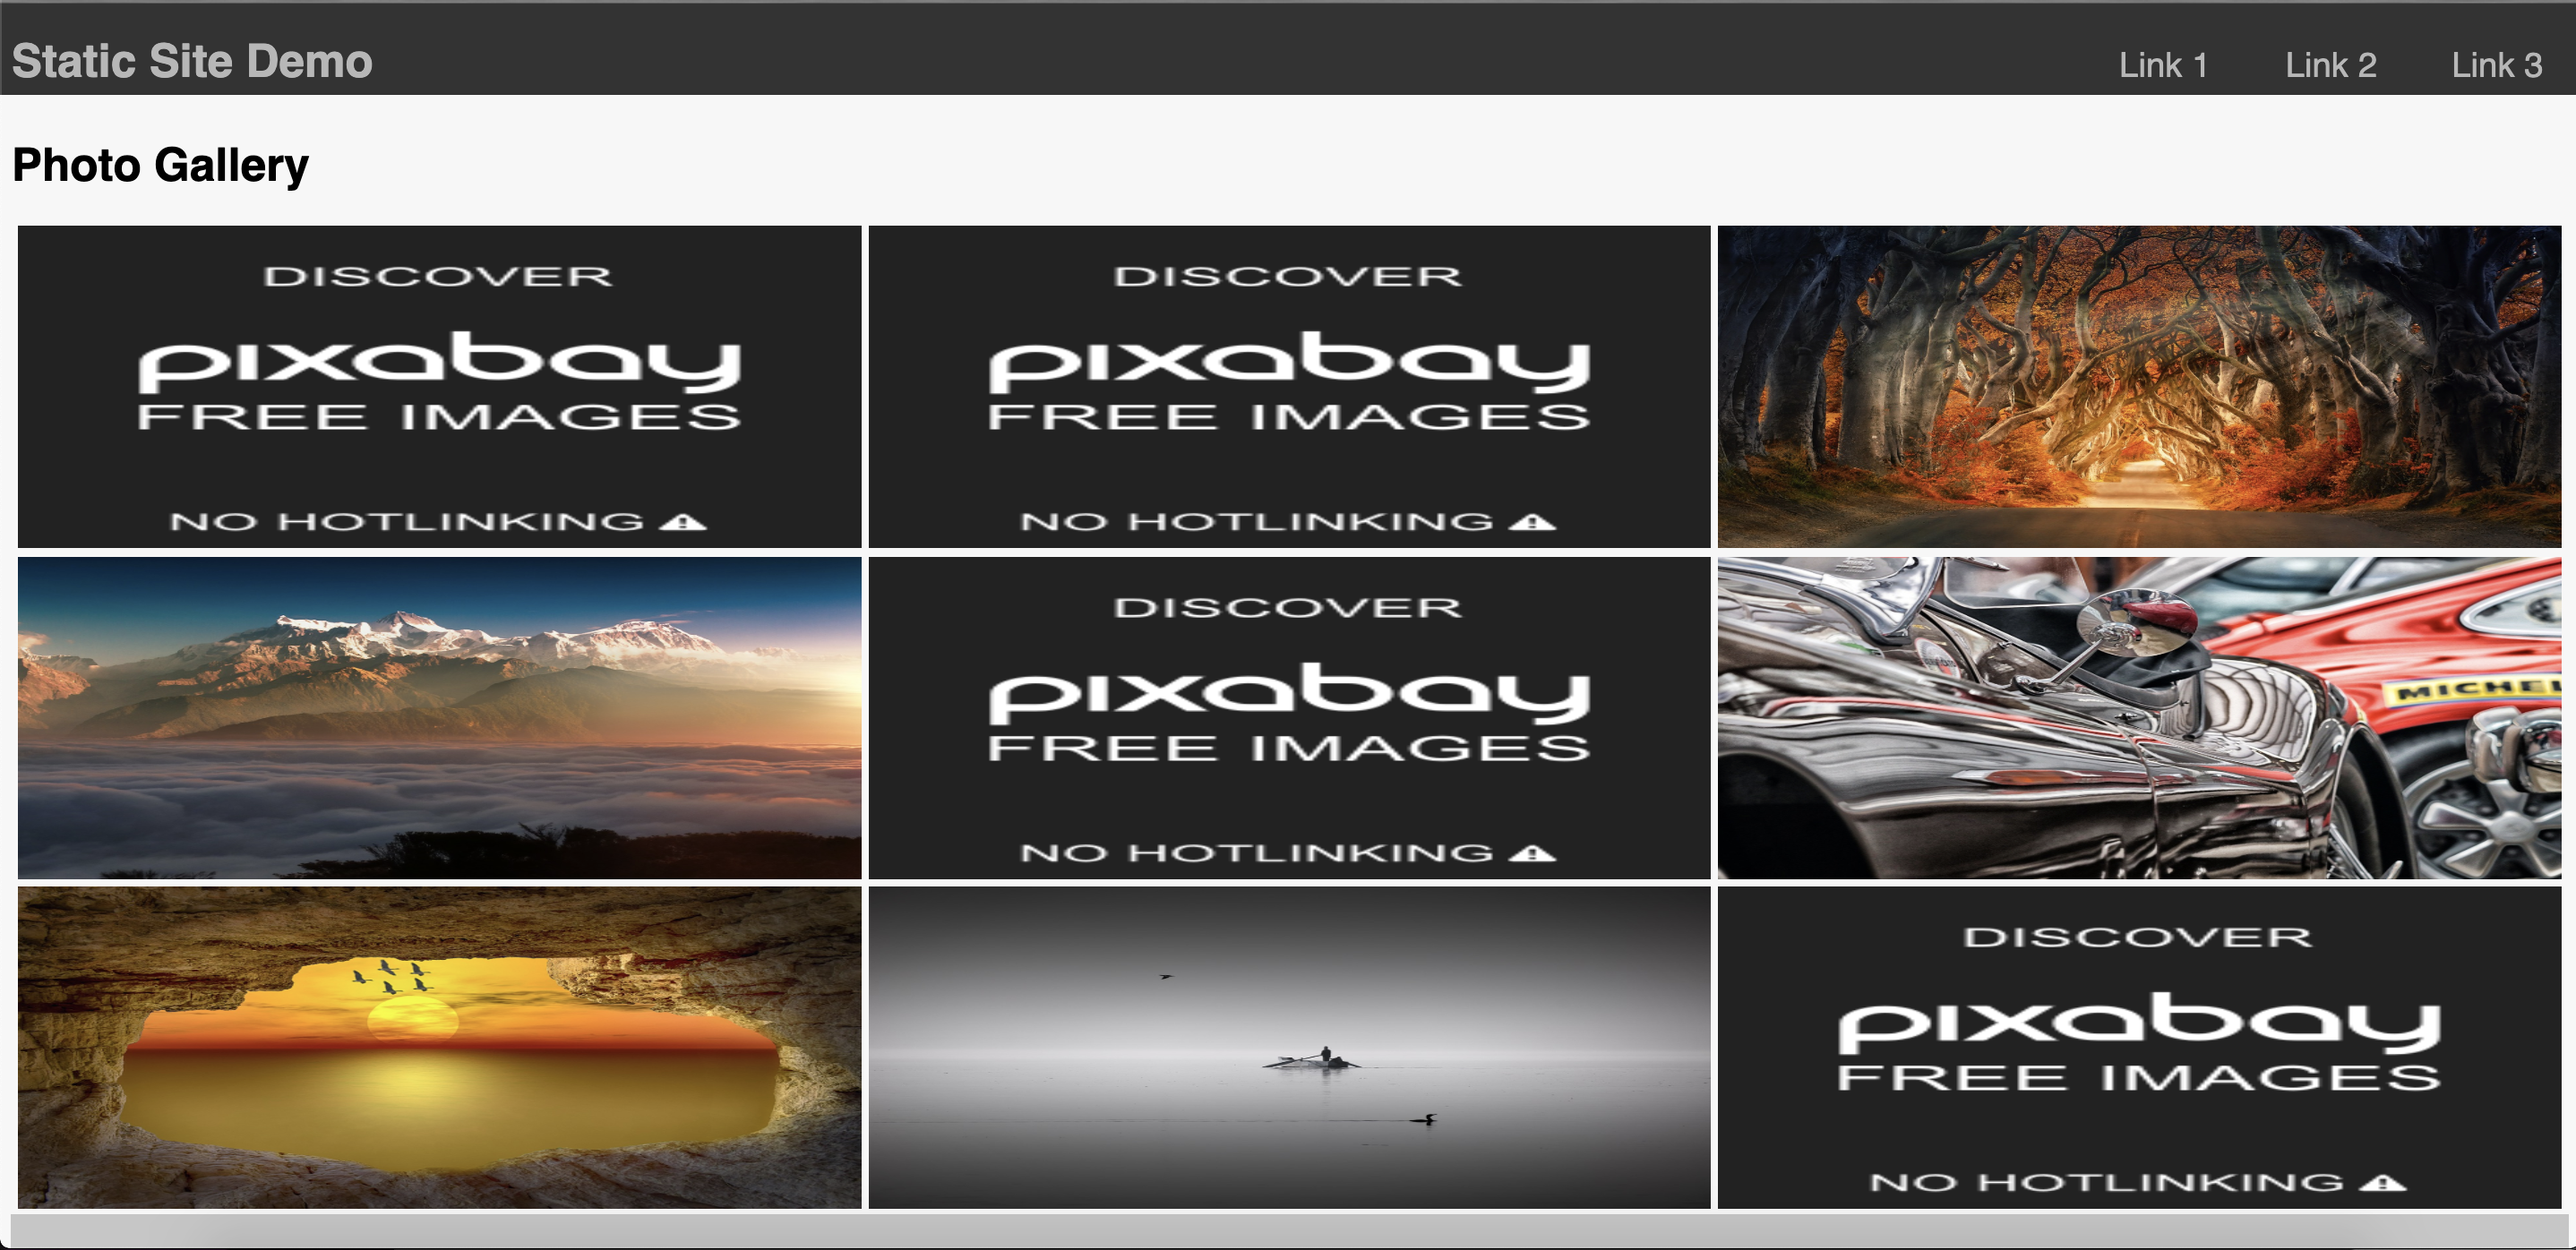 Static Site Demo
Link 1 Link 2 Link 3
Photo Gallery
DISCOVER
pixabay
FREE IMAGES
NO HOTLINKING
DISCOVER
pixabay
FREE IMAGES
NO HOTLINKING
DISCOVER
pixabay
FREE IMAGES
NO HOTLINKING
MICHEL
DISCOVER
pixabay
FREE IMAGES
NO HOTLINKING